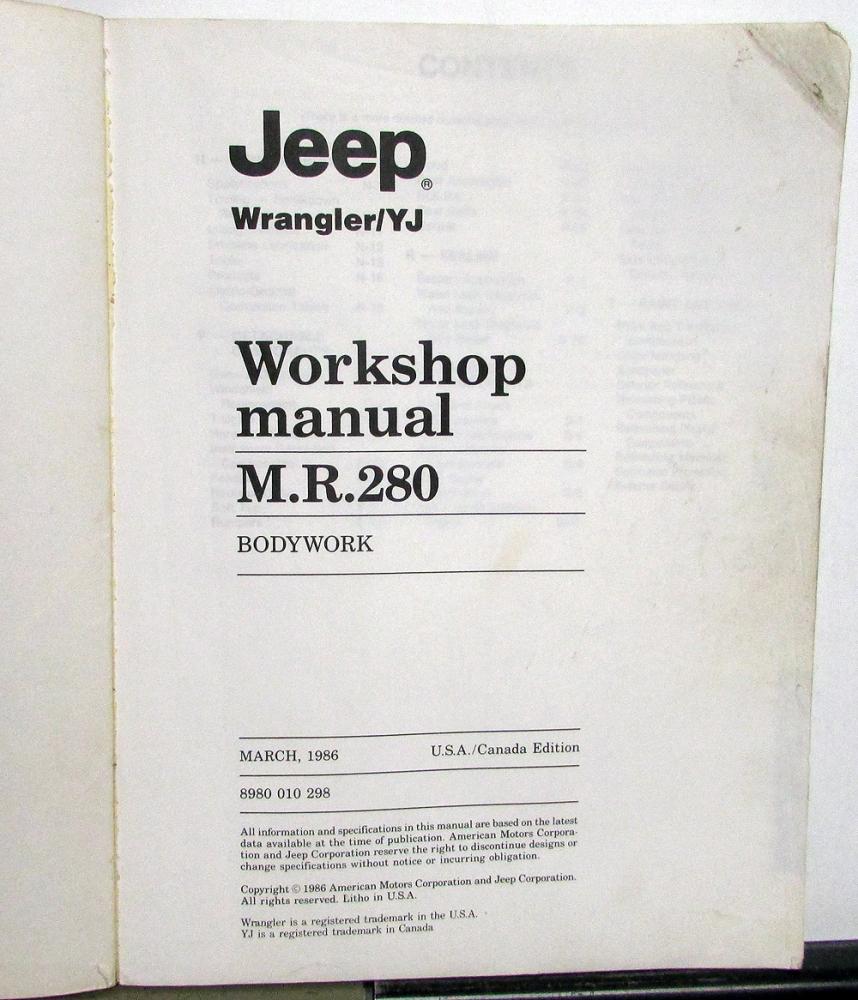 Jeep®
Wrangler/YJ
Workshop
manual
M.R.280
BODYWORK
MARCH, 1986 U.S.A./Canada Edition
8980 010 298
All information and specifications in this manual are based on the latest
data available at the time of publication. American Motors Corpora-
tion and Jeep Corporation reserve the right to discontinue designs or
change specifications without notice or incurring obligation.
Copyright © 1986 American Motors Corporation and Jeep Corporation.
All rights reserved. Litho in U.S.A.
Wrangler is a registered trademark in the U.S.A.
YJ is a registered trademark in Canada